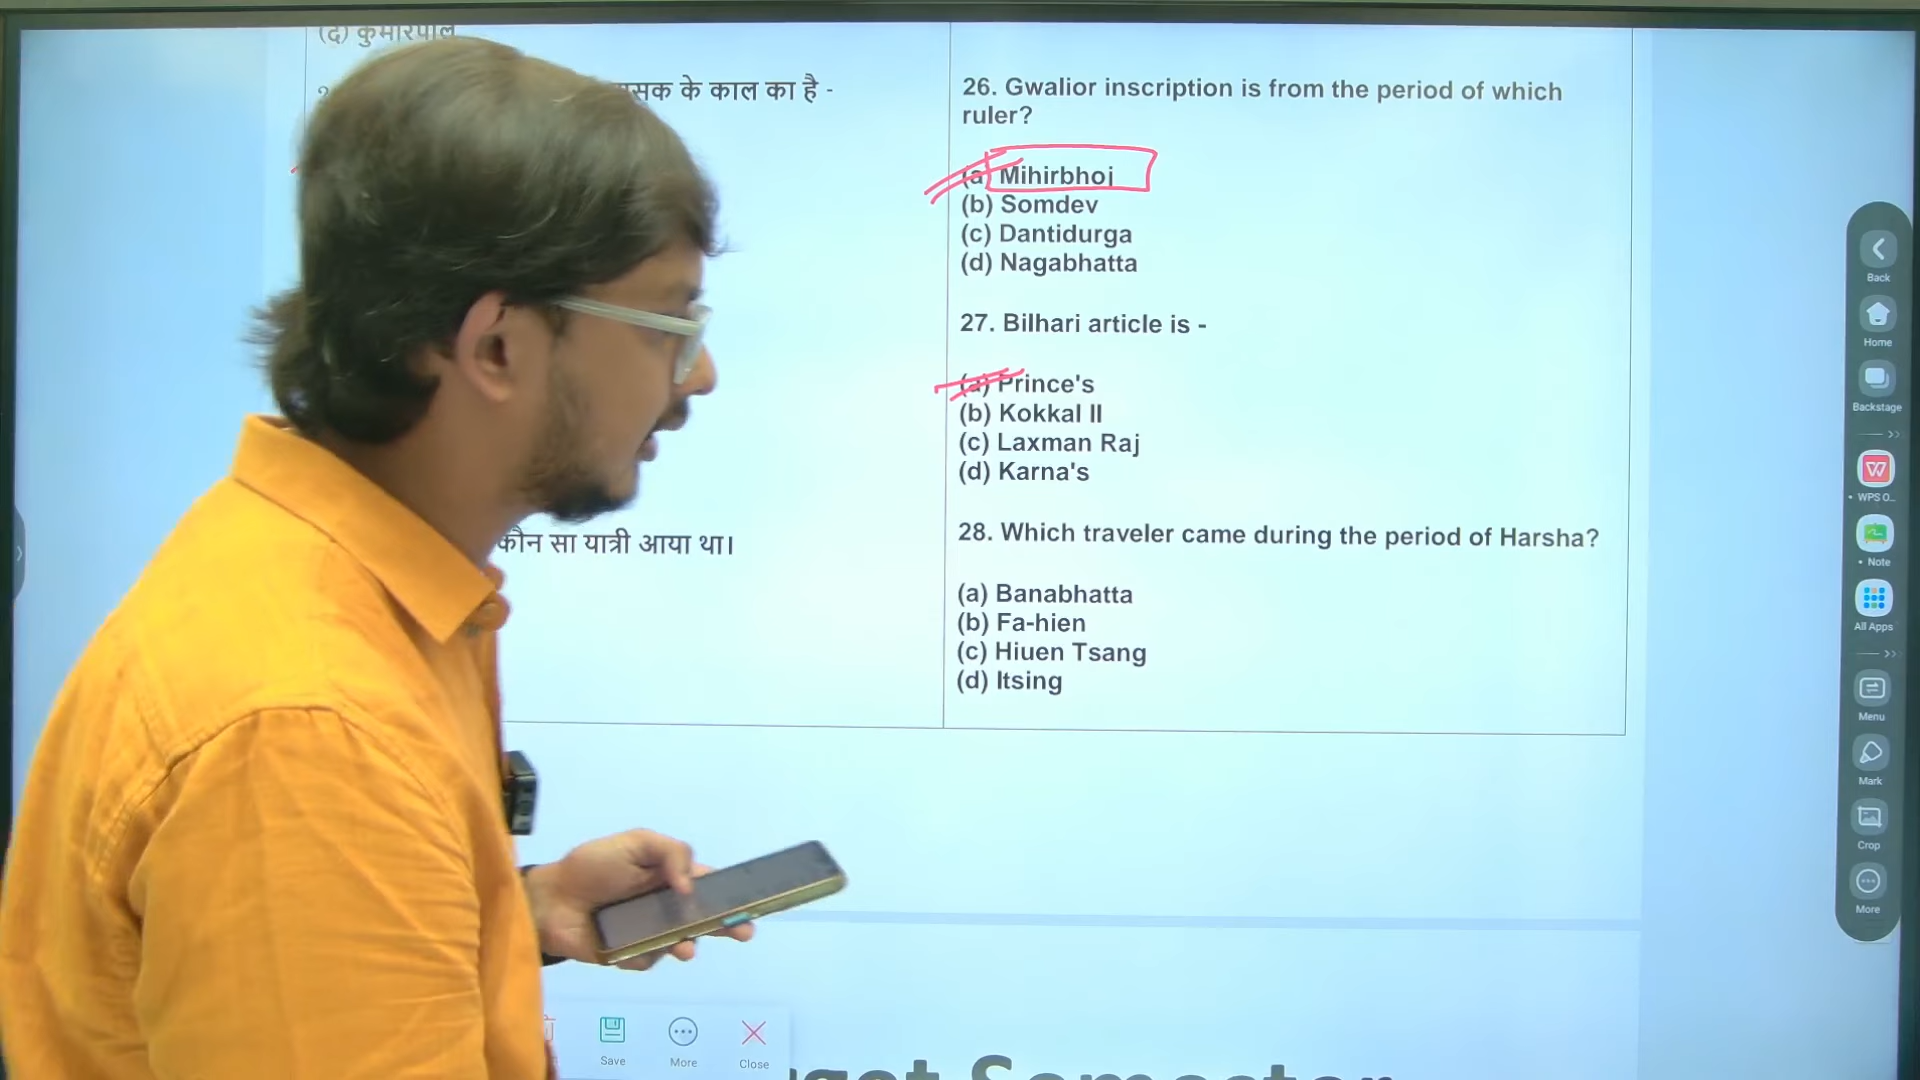 (द) कुमारपाल
सक के काल का है -
कौन सा यात्री आया था।
26. Gwalior inscription is from the period of which
ruler?
(a) Mihirbhoj
(b) Somdev
(c) Dantidurga
(d) Nagabhatta
27. Bilhari article is -
(a) Prince's
(b) Kokkal II
(c) Laxman Raj
(d) Karna's
28. Which traveler came during the period of Harsha?
(a) Banabhatta
(b) Fa-hien
(c) Hiuen Tsang
(d) Itsing
Back
Home
Backstage
WPS O...
Note
All Apps
Menu
Mark
Crop
More
Save
More
Close
get Semester